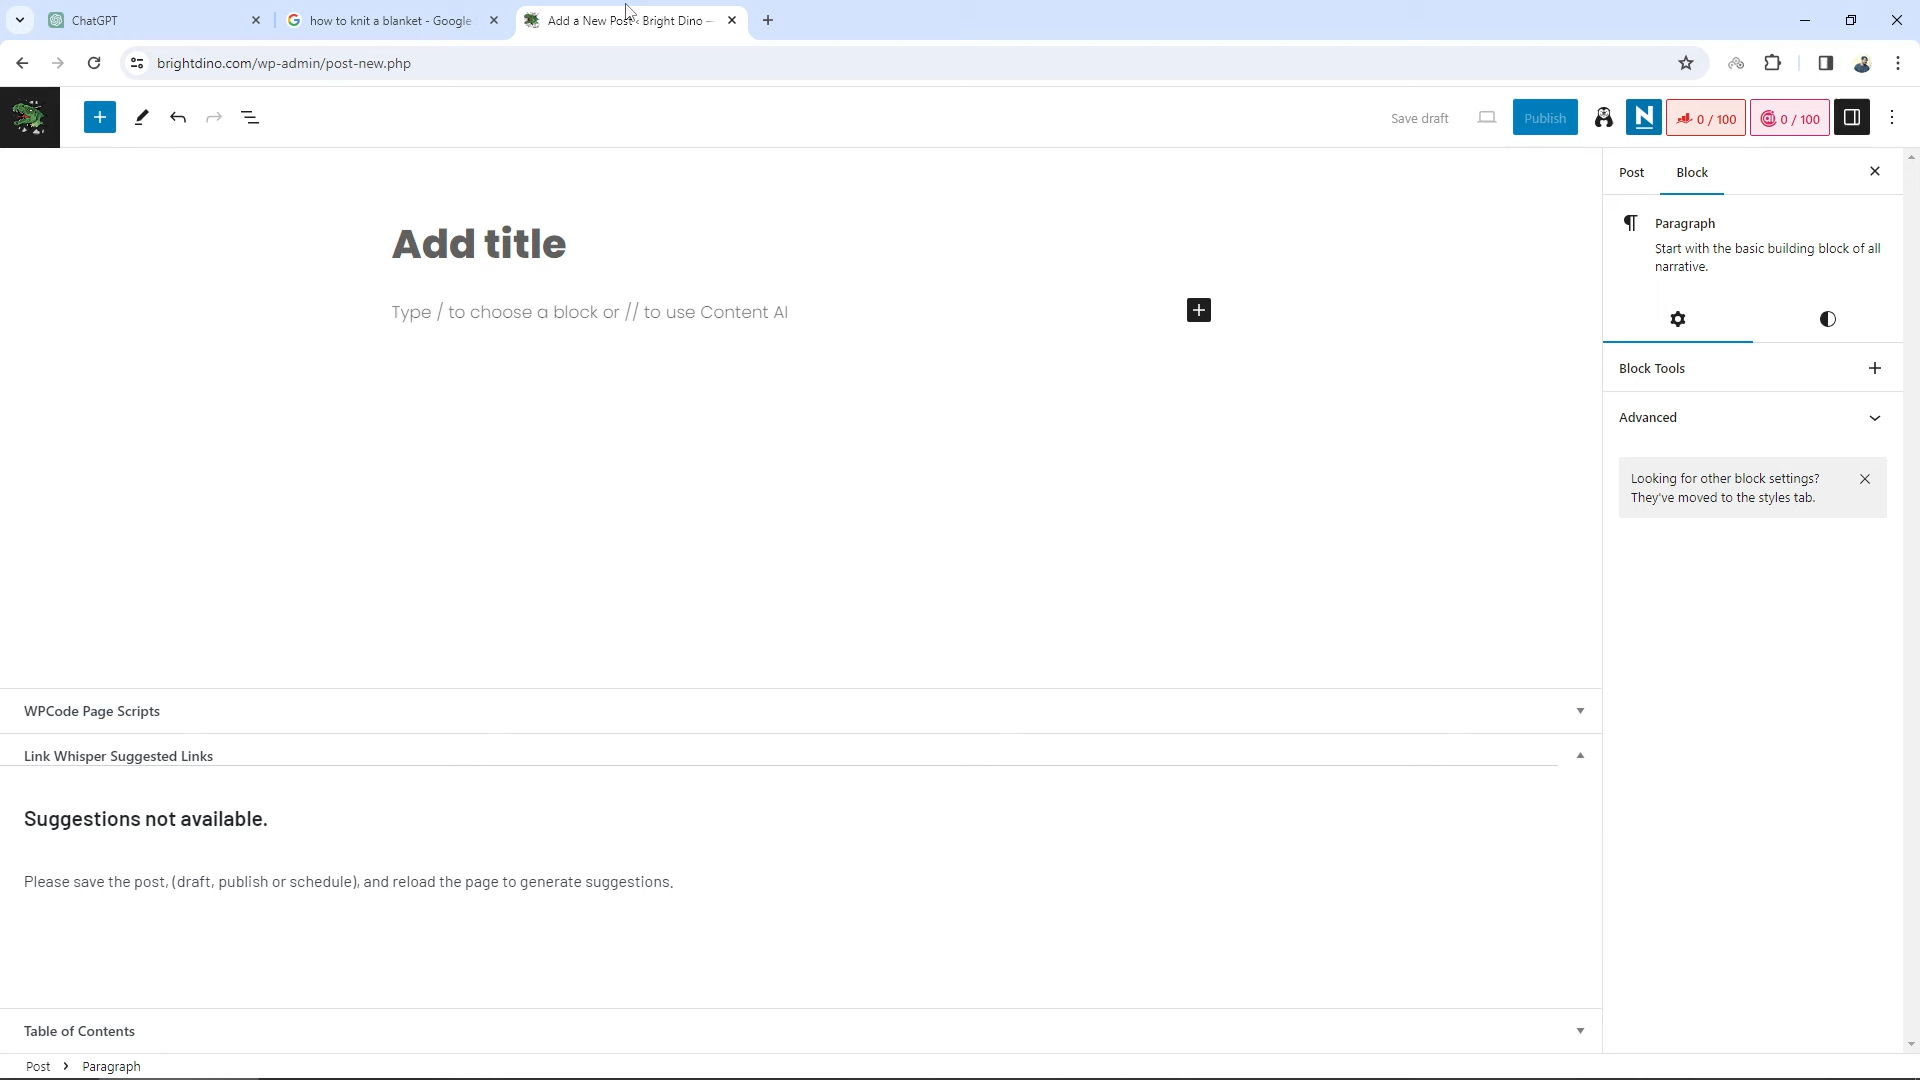 ChatGPT
how to knit a blanket - Google
Add a New Post ‹ Bright Dino —
brightdino.com/wp-admin/post-new.php
Save draft
Publish
N
0 / 100
0 / 100
Post
Block
Add title
Paragraph
Start with the basic building block of all
narrative.
Type / to choose a block or // to use Content AI
Block Tools
Advanced
Looking for other block settings?
They've moved to the styles tab.
WPCode Page Scripts
Link Whisper Suggested Links
Suggestions not available.
Please save the post, (draft, publish or schedule), and reload the page to generate suggestions.
Table of Contents
Post > Paragraph